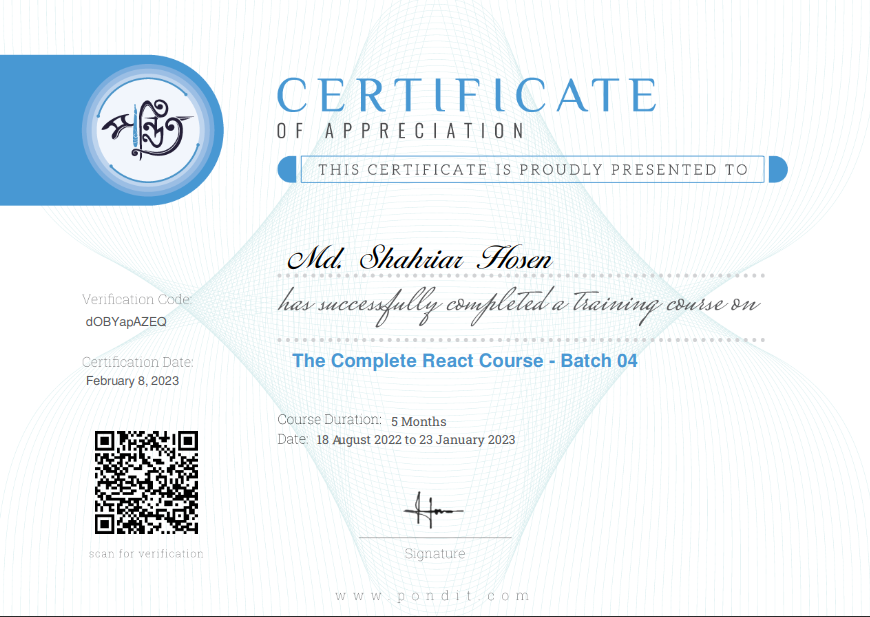 পন্ডিত
CERTIFICATE
OF APPRECIATION
THIS CERTIFICATE IS PROUDLY PRESENTED TO
Md. Shahriar Hosen
has successfully completed a training course on
The Complete React Course - Batch 04
Verification Code:
dOBYapAZEQ
Certification Date:
February 8, 2023
Course Duration: 5 Months
Date: 18 August 2022 to 23 January 2023
scan for verification
Signature
www.pondit.com